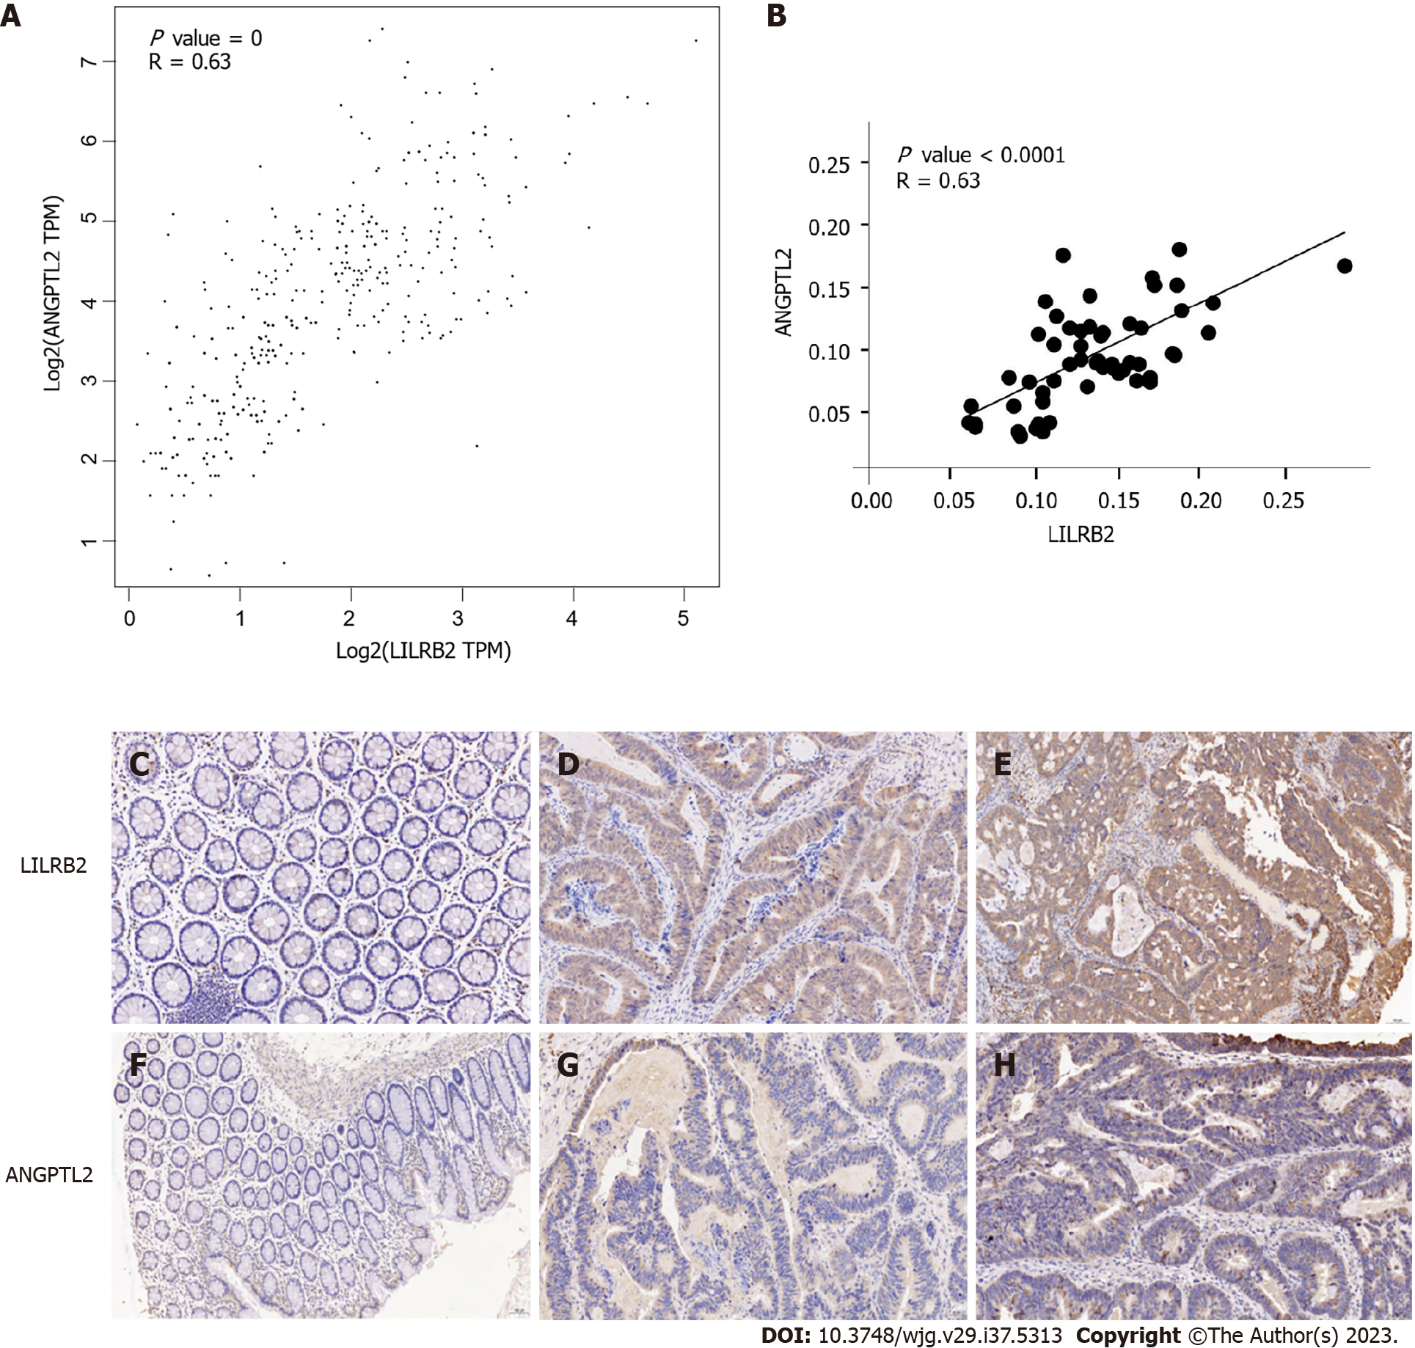 A
P value = 0
R = 0.63
7
6
5
4
3
2
1
Log2(ANGPTL2 TPM)
0 1 2 3 4 5
Log2(LILRB2 TPM)
B
P value < 0.0001
R = 0.63
0.25
0.20
0.15
0.10
0.05
ANGPTL2
0.00 0.05 0.10 0.15 0.20 0.25
LILRB2
C D E
LILRB2
F G H
ANGPTL2
DOI: 10.3748/wjg.v29.i37.5313 Copyright ©The Author(s) 2023.